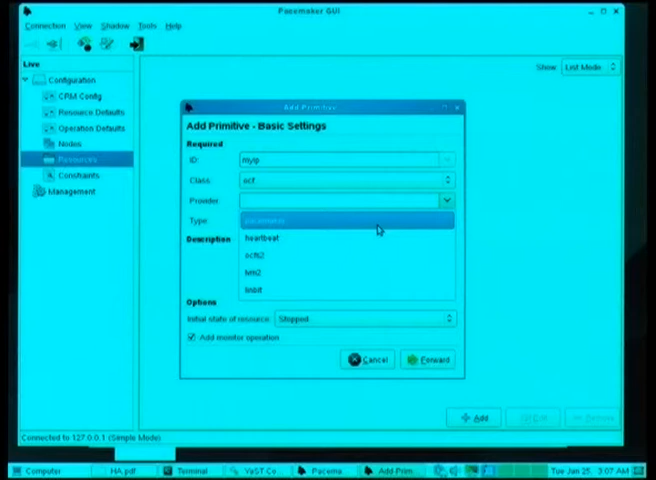 Pacemaker GUI
Connection View Shadow Tools Help
Live
Show: List Mode
Configuration
CRM Config
Resource Defaults
Operation Defaults
Nodes
Resources
Constraints
Management
Add Primitive
Add Primitive - Basic Settings
Required
ID: myip
Class: ocf
Provider:
Type: pacemaker
heartbeat
Description
ocfs2
lvm2
linbit
Options
Initial state of resource: Stopped
Add monitor operation
Cancel Forward
Add Edit Remove
Connected to 127.0.0.1 (Simple Mode)
Computer HA.pdf Terminal YaST Co... Pacema... Add Prim... Tue Jan 25, 3:07 AM